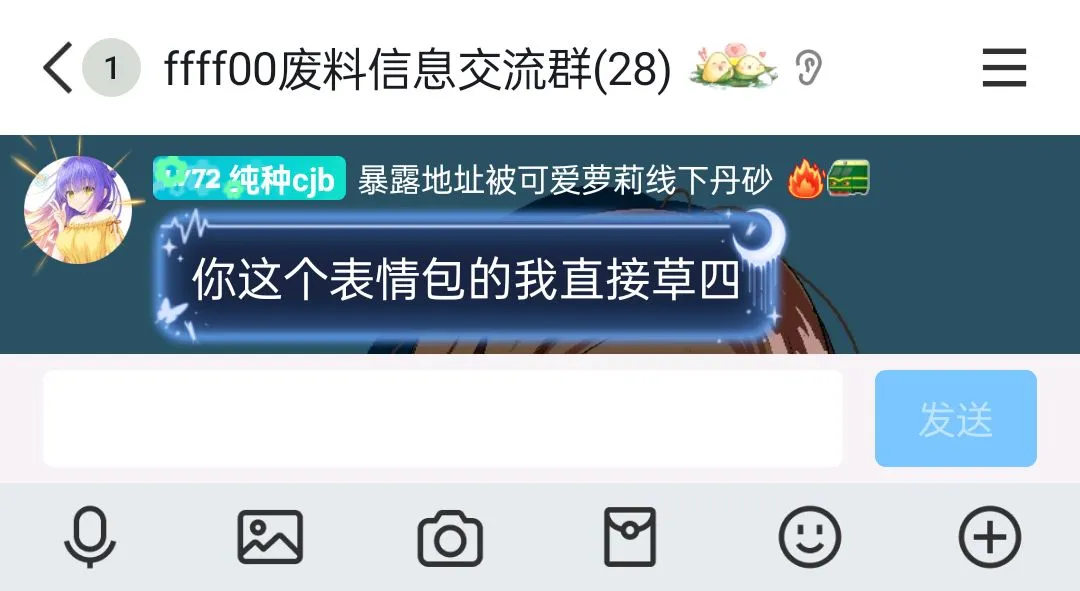 1
ffff00废料信息交流群(28)
纯种cjb 暴露地址被可爱萝莉线下丹砂
你这个表情包的我直接草四
发送